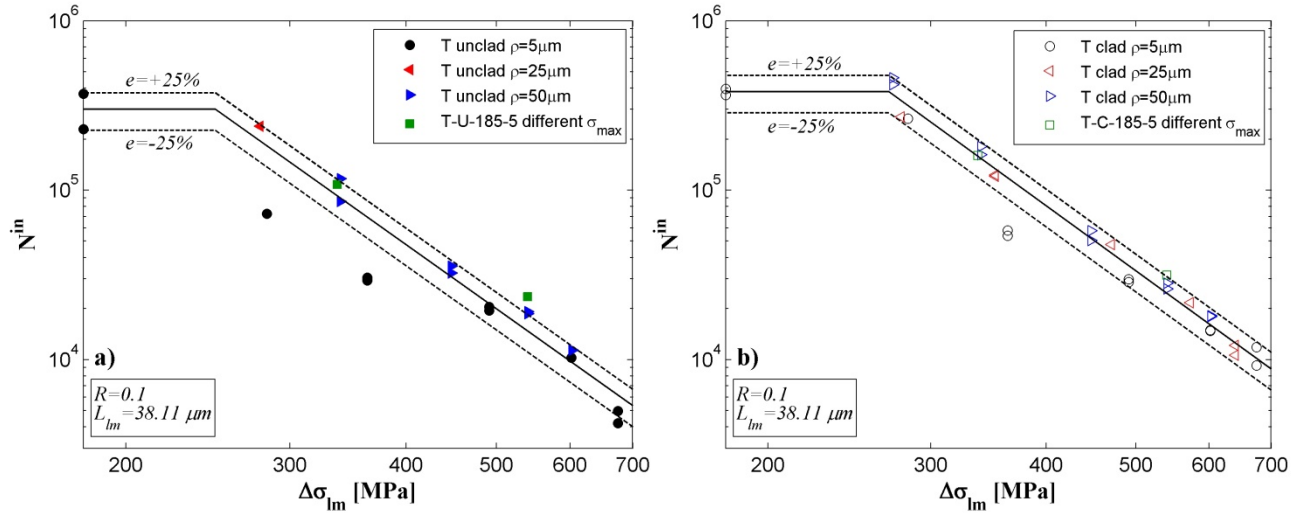 10^6
10^5
10^4
N^in
200
300
400
500
600
700
Δσ_lm [MPa]
e=+25%
e=-25%
T unclad ρ=5μm
T unclad ρ=25μm
T unclad ρ=50μm
T-U-185-5 different σ_max
a)
R=0.1
L_lm=38.11 μm
10^6
10^5
10^4
N^in
200
300
400
500
600
700
Δσ_lm [MPa]
e=+25%
e=-25%
T clad ρ=5μm
T clad ρ=25μm
T clad ρ=50μm
T-C-185-5 different σ_max
b)
R=0.1
L_lm=38.11 μm